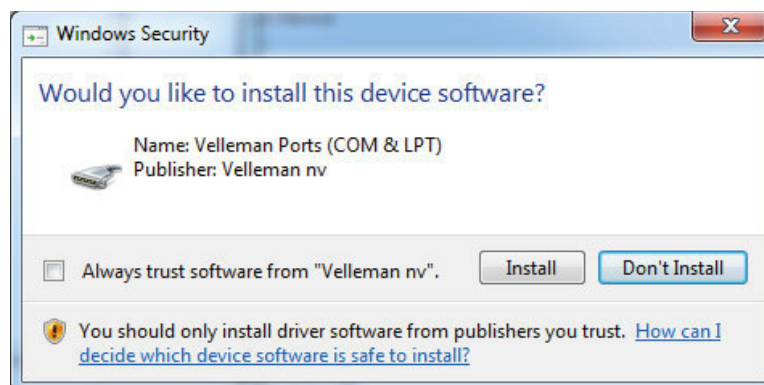 Windows Security
Would you like to install this device software?
Name: Velleman Ports (COM & LPT)
Publisher: Velleman nv
Always trust software from "Velleman nv".
Install
Don't Install
You should only install driver software from publishers you trust. How can I
decide which device software is safe to install?